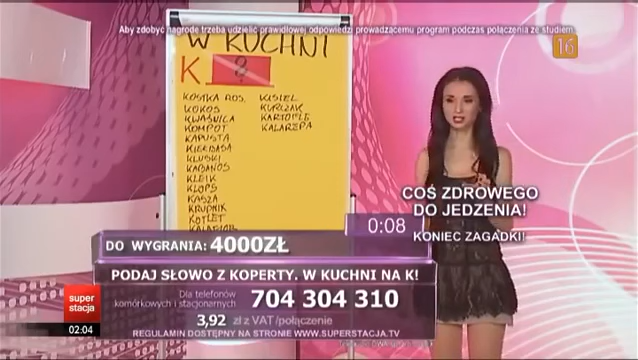 Aby zdobyć nagrodę trzeba udzielić prawidłowej odpowiedzi prowadzącemu program podczas połączenia ze studiem.
16
W KUCHNI
K ?
KOSTKA ROS. KISIEL
KOKOS KURCZAK
KWAŚNICA KARTOFLE
KOMPOT KALAREPA
KAPUSTA
KIEŁBASA
KLUSKI
KABANOS
KLEIK
KLOPS
KASZA
KRUPNIK
KOTLET
COŚ ZDROWEGO
DO JEDZENIA!
0:08
KONIEC ZAGADKI!
DO WYGRANIA: 4000ZŁ
PODAJ SŁOWO Z KOPERTY. W KUCHNI NA K!
Dla telefonów
komórkowych i stacjonarnych 704 304 310
3,92 zł z VAT/połączenie
REGULAMIN DOSTĘPNY NA STRONIE WWW.SUPERSTACJA.TV
super
stacja
02:04